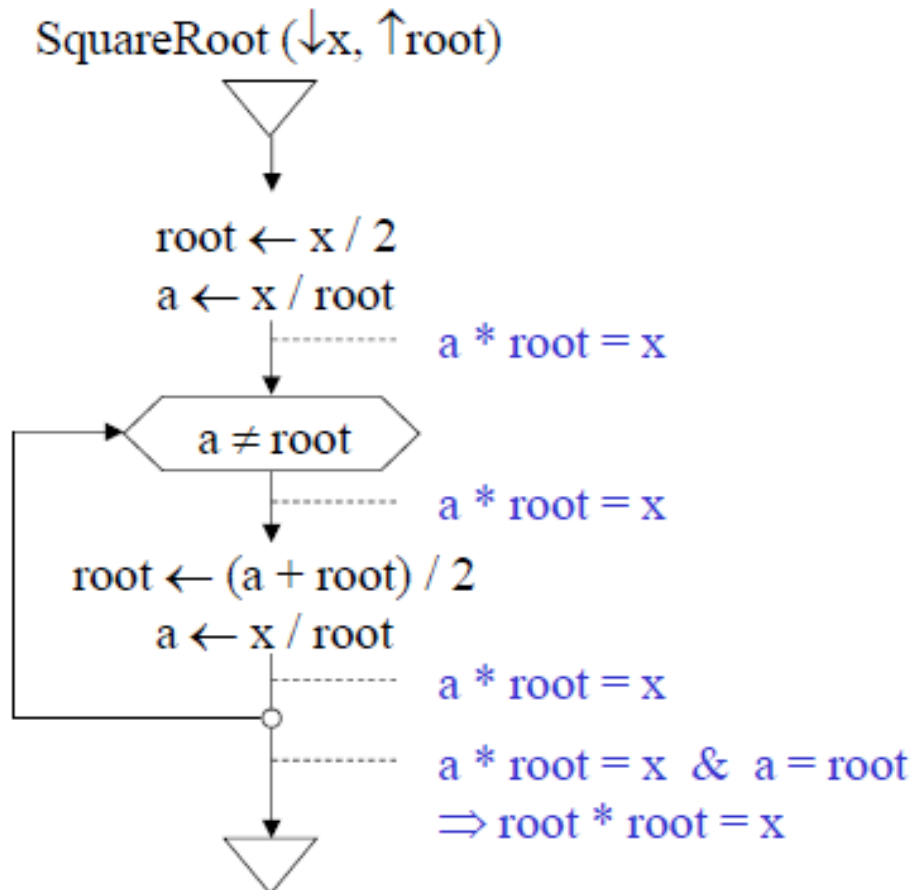 SquareRoot (↓x, ↑root)
root ← x / 2
a ← x / root
a * root = x
a ≠ root
a * root = x
root ← (a + root) / 2
a ← x / root
a * root = x
a * root = x & a = root
⇒ root * root = x